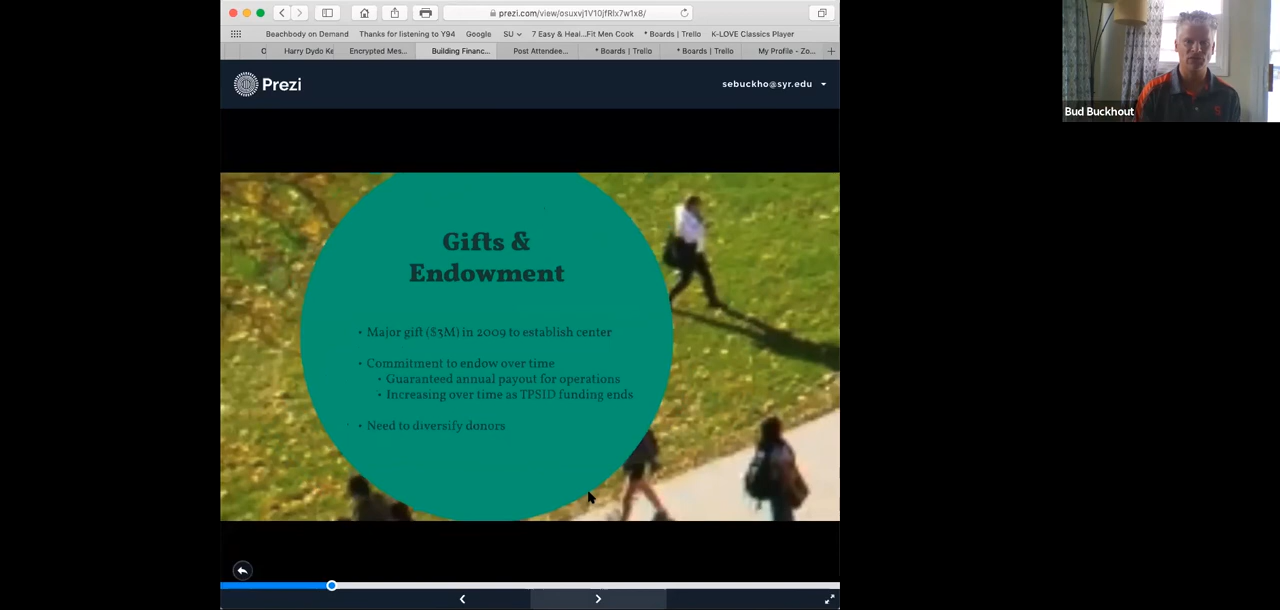 prezi.com/view/osuxvj1V10jfRlx7w1x8/
Beachbody on Demand Thanks for listening to Y94 Google SU 7 Easy & Heal...Fit Men Cook * Boards | Trello K-LOVE Classics Player
Harry Dydo Ke Encrypted Mes... Building Financ... Post Attendee... * Boards | Trello * Boards | Trello My Profile - Zo...
Prezi
sebuckho@syr.edu
Bud Buckhout
Gifts &
Endowment
• Major gift ($3M) in 2009 to establish center
• Commitment to endow over time
• Guaranteed annual payout for operations
• Increasing over time as TPSID funding ends
• Need to diversify donors